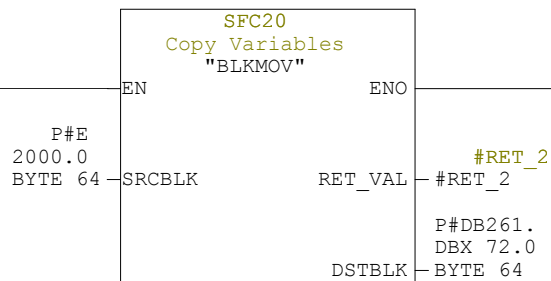 SFC20
Copy Variables
"BLKMOV"
EN ENO
P#E
2000.0
BYTE 64 SRCBLK
#RET_2
RET_VAL #RET_2
P#DB261.
DBX 72.0
DSTBLK BYTE 64